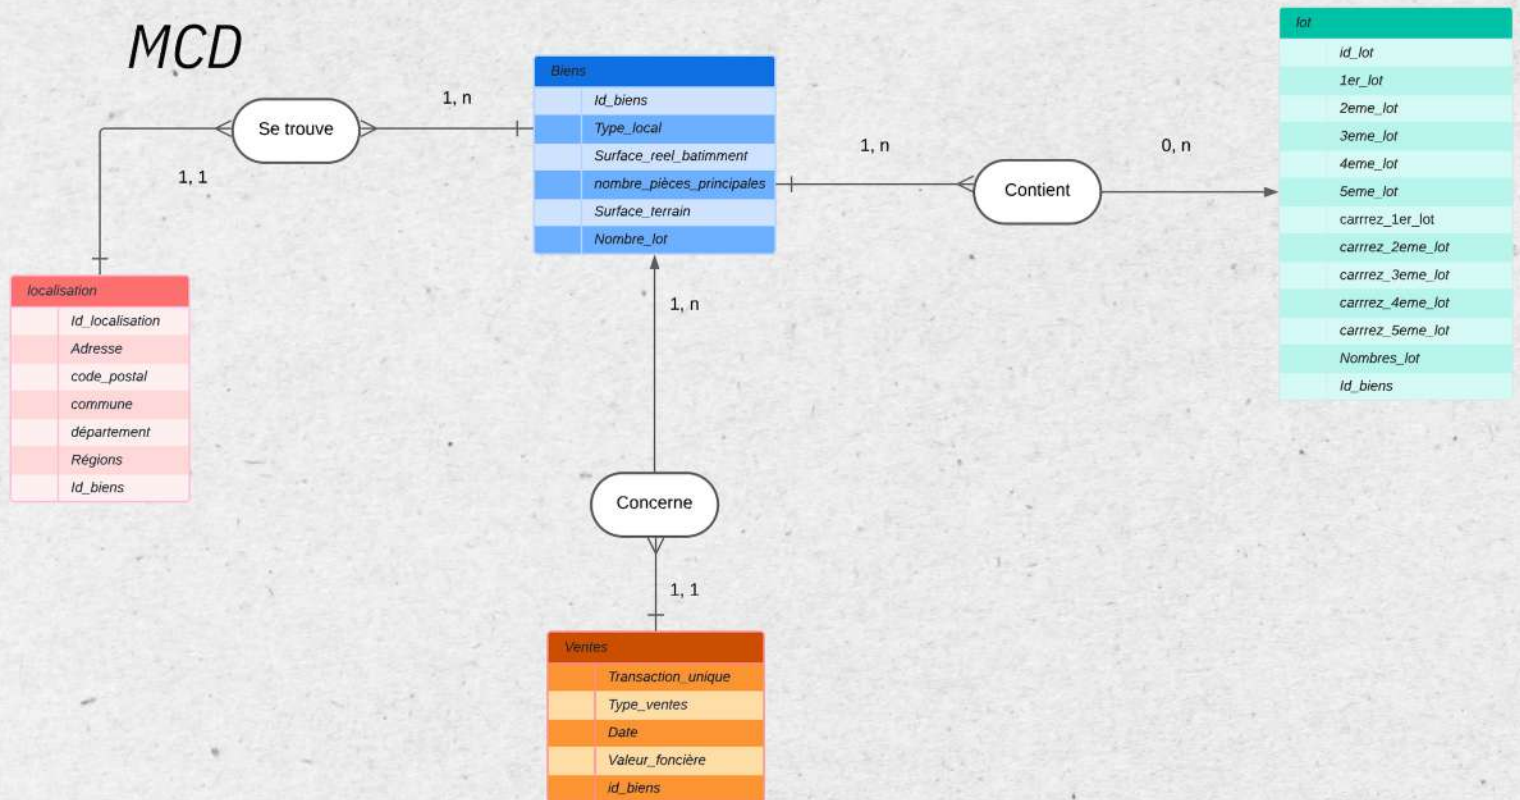 MCD
Se trouve
1, n
1, 1
Biens
Id_biens
Type_local
Surface_reel_batimment
nombre_pièces_principales
Surface_terrain
Nombre_lot
1, n
Contient
0, n
lot
id_lot
1er_lot
2eme_lot
3eme_lot
4eme_lot
5eme_lot
carrrez_1er_lot
carrrez_2eme_lot
carrrez_3eme_lot
carrrez_4eme_lot
carrrez_5eme_lot
Nombres_lot
Id_biens
localisation
Id_localisation
Adresse
code_postal
commune
département
Régions
Id_biens
1, n
Concerne
1, 1
Ventes
Transaction_unique
Type_ventes
Date
Valeur_foncière
id_biens